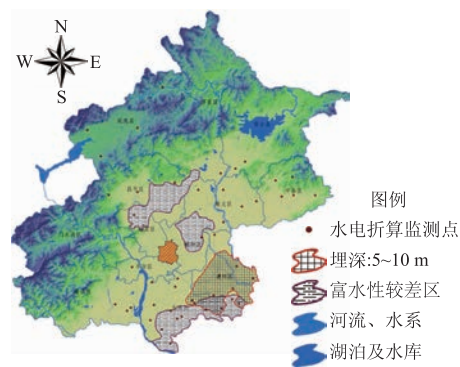 N
W E
S
图例
水电折算监测点
埋深:5~10 m
富水性较差区
河流、水系
湖泊及水库